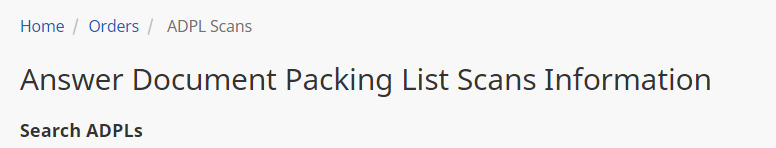 Home / Orders / ADPL Scans
Answer Document Packing List Scans Information
Search ADPLs